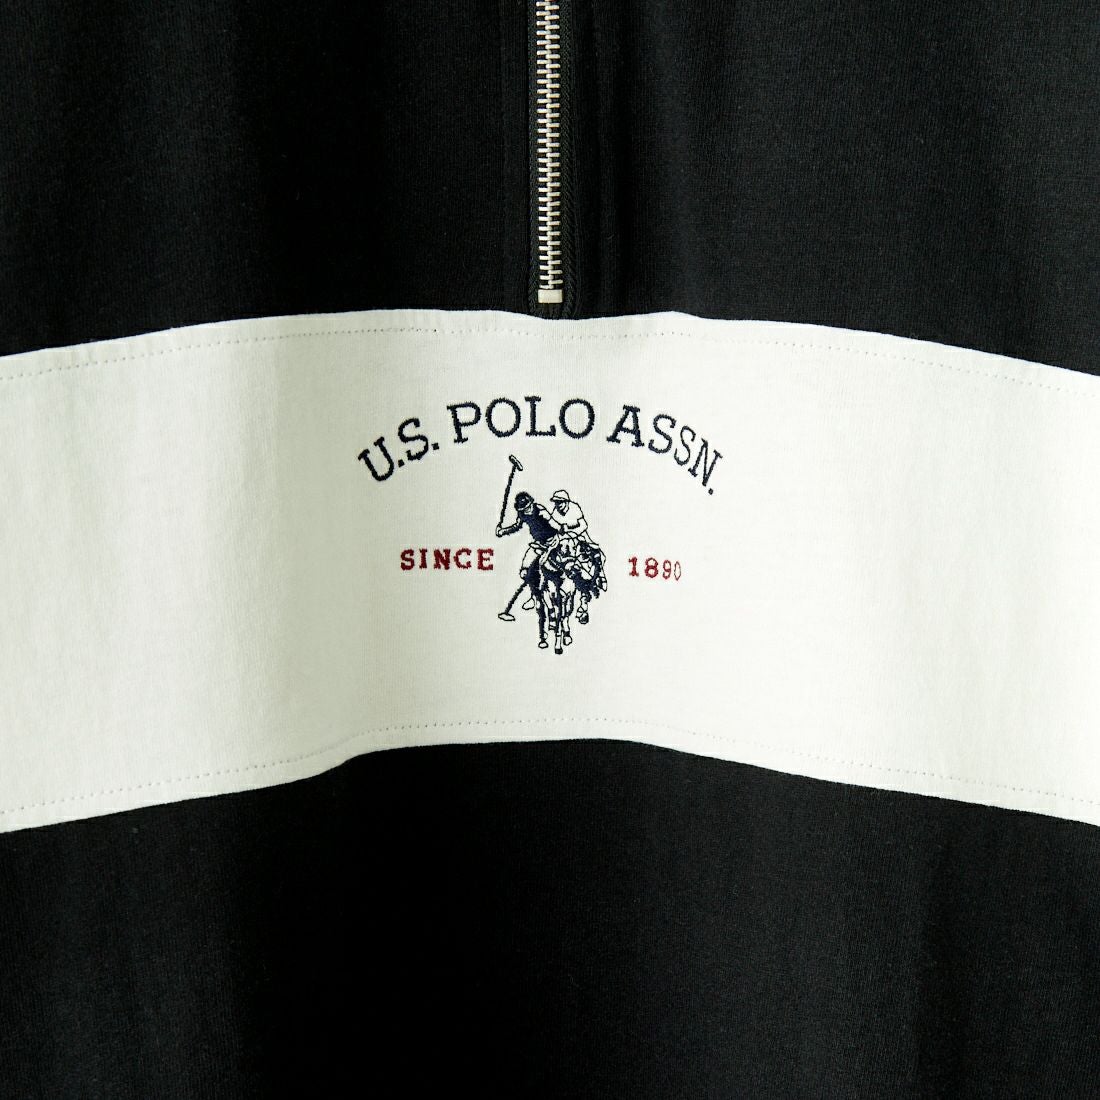 U.S. POLO ASSN.
SINCE 1890